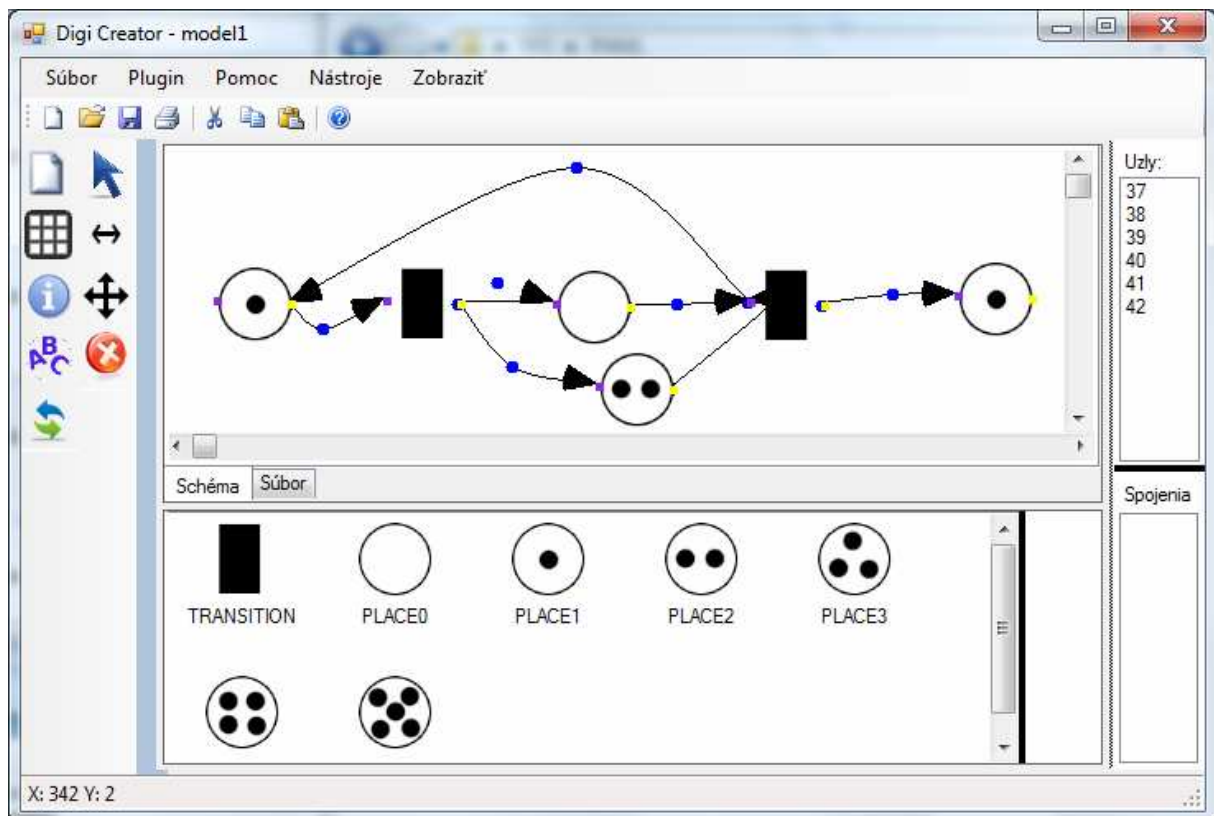 Digi Creator - model1
Súbor Plugin Pomoc Nástroje Zobraziť
Uzly:
37
38
39
40
41
42
ABC
Schéma Súbor
Spojenia
TRANSITION PLACE0 PLACE1 PLACE2 PLACE3
X: 342 Y: 2